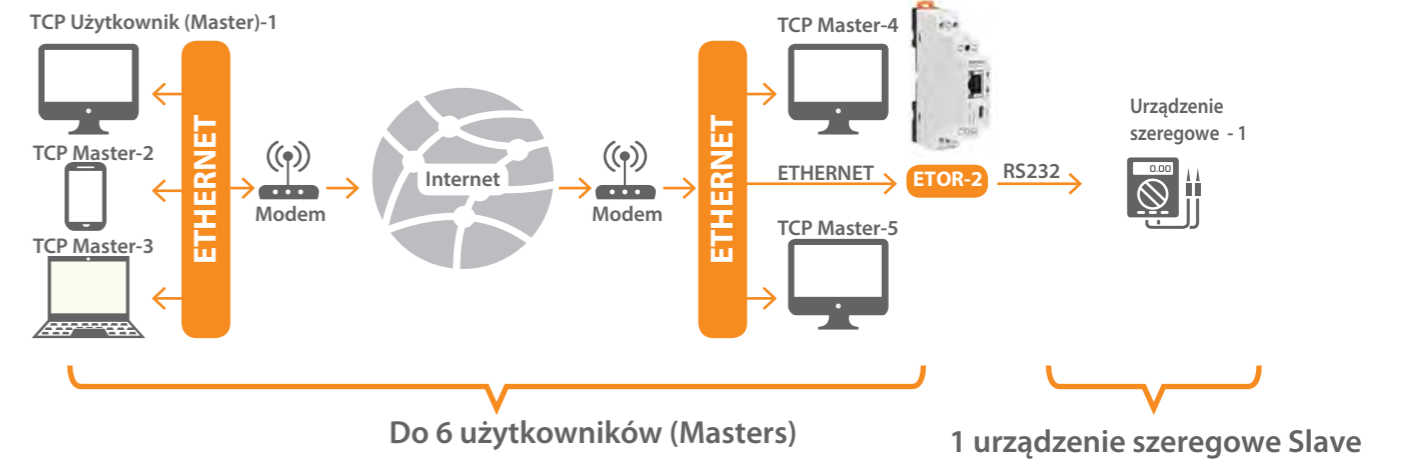 TCP Użytkownik (Master)-1
TCP Master-2
TCP Master-3
ETHERNET
Modem
Internet
Modem
ETHERNET
TCP Master-4
ETHERNET
ETOR-2
RS232
TCP Master-5
Urządzenie
szeregowe - 1
0.00
Do 6 użytkowników (Masters)
1 urządzenie szeregowe Slave